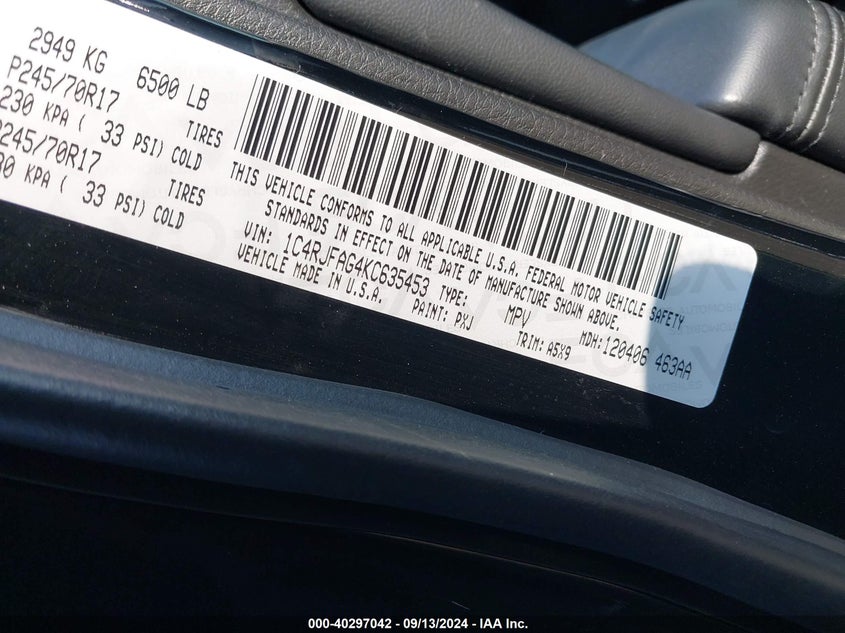 2949 KG 6500 LB
P245/70R17 TIRES
230 KPA ( 33 PSI) COLD
P245/70R17 TIRES
30 KPA ( 33 PSI) COLD
THIS VEHICLE CONFORMS TO ALL APPLICABLE U.S.A. FEDERAL MOTOR VEHICLE SAFETY
STANDARDS IN EFFECT ON THE DATE OF MANUFACTURE SHOWN ABOVE.
VIN: 1C4RJFAG4KC635453 TYPE: MPV MDH:120406 463AA
VEHICLE MADE IN U.S.A. PAINT: PXJ TRIM: A5X9
000-40297042 - 09/13/2024 - IAA Inc.